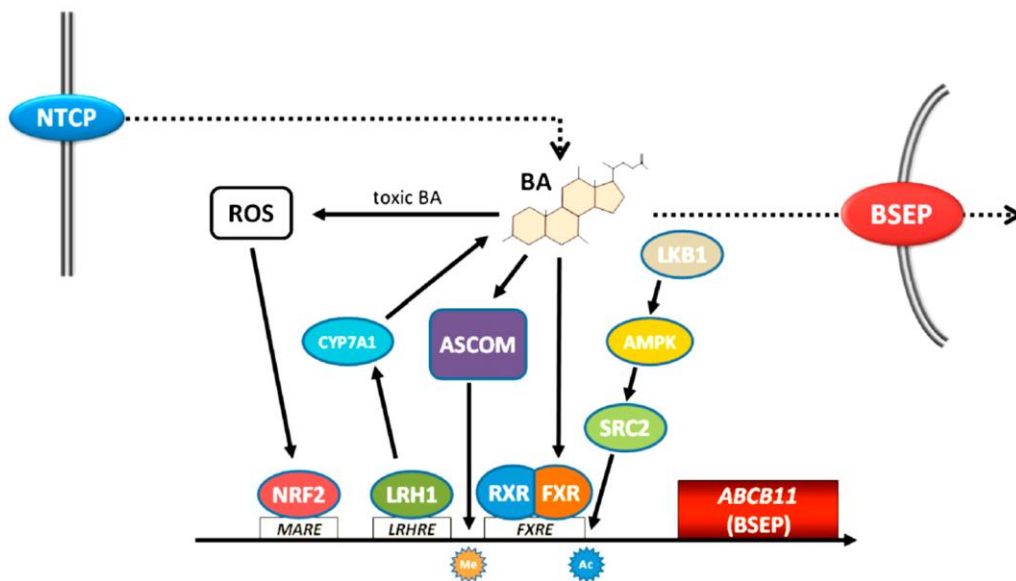 NTCP
BA
toxic BA
ROS
BSEP
LKB1
CYP7A1
ASCOM
AMPK
SRC2
NRF2
LRH1
RXR
FXR
ABCB11
(BSEP)
MARE
LRHRE
FXRE
Me
Ac